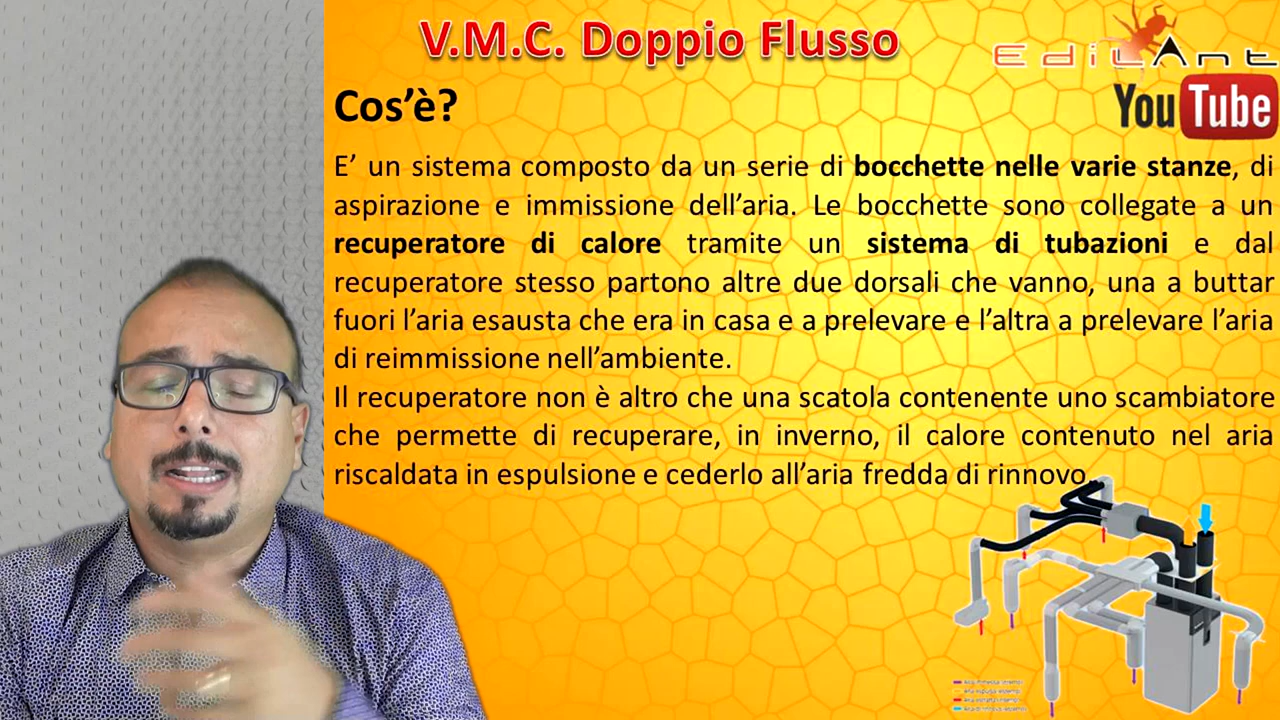 V.M.C. Doppio Flusso
EdilAnt
YouTube
Cos’è?
E’ un sistema composto da un serie di bocchette nelle varie stanze, di
aspirazione e immissione dell’aria. Le bocchette sono collegate a un
recuperatore di calore tramite un sistema di tubazioni e dal
recuperatore stesso partono altre due dorsali che vanno, una a buttar
fuori l’aria esausta che era in casa e a prelevare e l’altra a prelevare l’aria
di reimmissione nell’ambiente.
Il recuperatore non è altro che una scatola contenente uno scambiatore
che permette di recuperare, in inverno, il calore contenuto nel aria
riscaldata in espulsione e cederlo all’aria fredda di rinnovo.